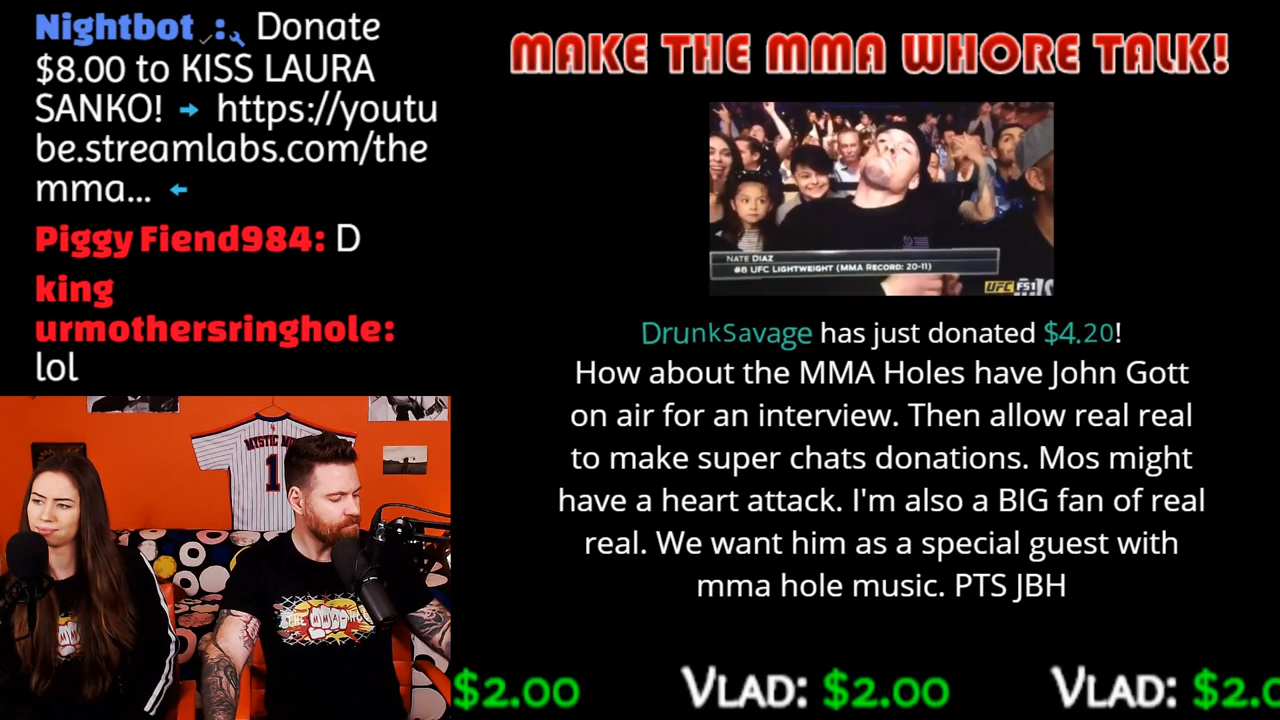 Nightbot : Donate
$8.00 to KISS LAURA
SANKO! → https://youtu
be.streamlabs.com/the
mma... ←
Piggy Fiend984: D
king
urmothersringhole:
lol
MAKE THE MMA WHORE TALK!
NATE DIAZ
#8 UFC LIGHTWEIGHT (MMA RECORD: 20-11)
UFC FS1
DrunkSavage has just donated $4.20!
How about the MMA Holes have John Gott
on air for an interview. Then allow real real
to make super chats donations. Mos might
have a heart attack. I'm also a BIG fan of real
real. We want him as a special guest with
mma hole music. PTS JBH
MYSTIC
1
$2.00 VLAD: $2.00 VLAD: $2.0